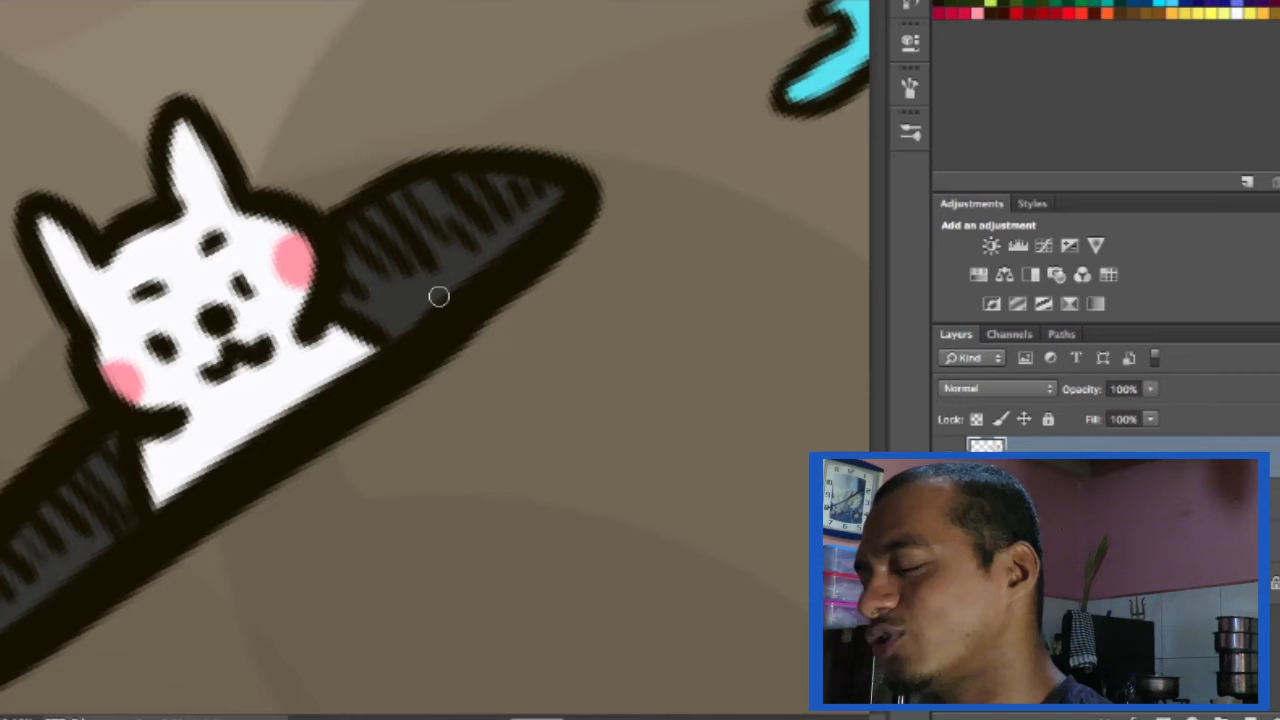 Adjustments Styles
Add an adjustment
Layers Channels Paths
Kind
Normal Opacity: 100%
Lock: Fill: 100%